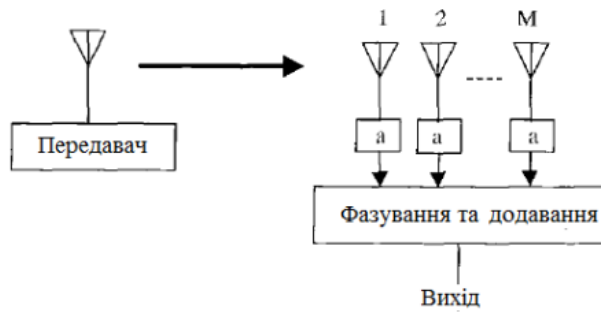 1 2 M
Передавач
a a a
Фазування та додавання
Вихід